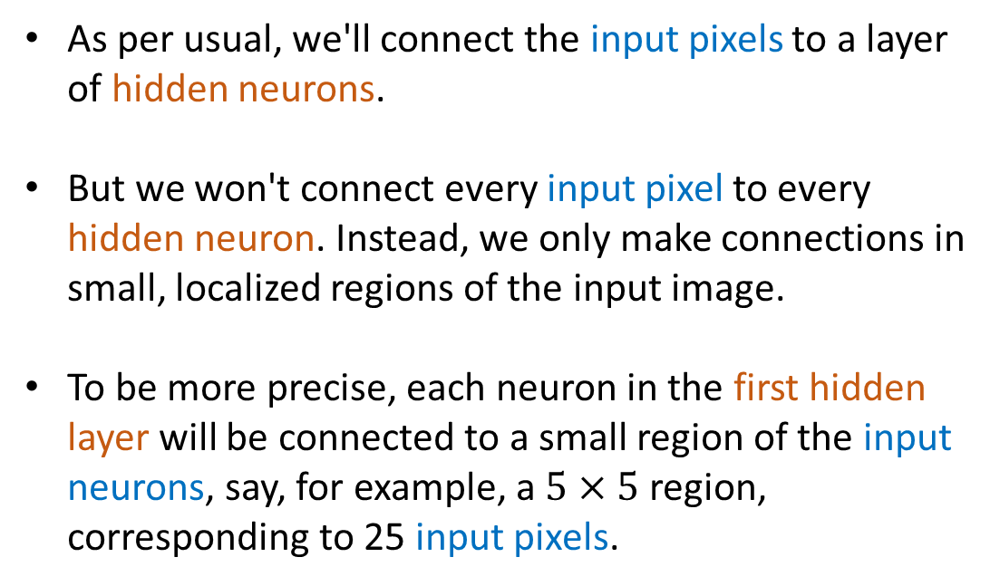 • As per usual, we'll connect the input pixels to a layer
of hidden neurons.
• But we won't connect every input pixel to every
hidden neuron. Instead, we only make connections in
small, localized regions of the input image.
• To be more precise, each neuron in the first hidden
layer will be connected to a small region of the input
neurons, say, for example, a 5 × 5 region,
corresponding to 25 input pixels.